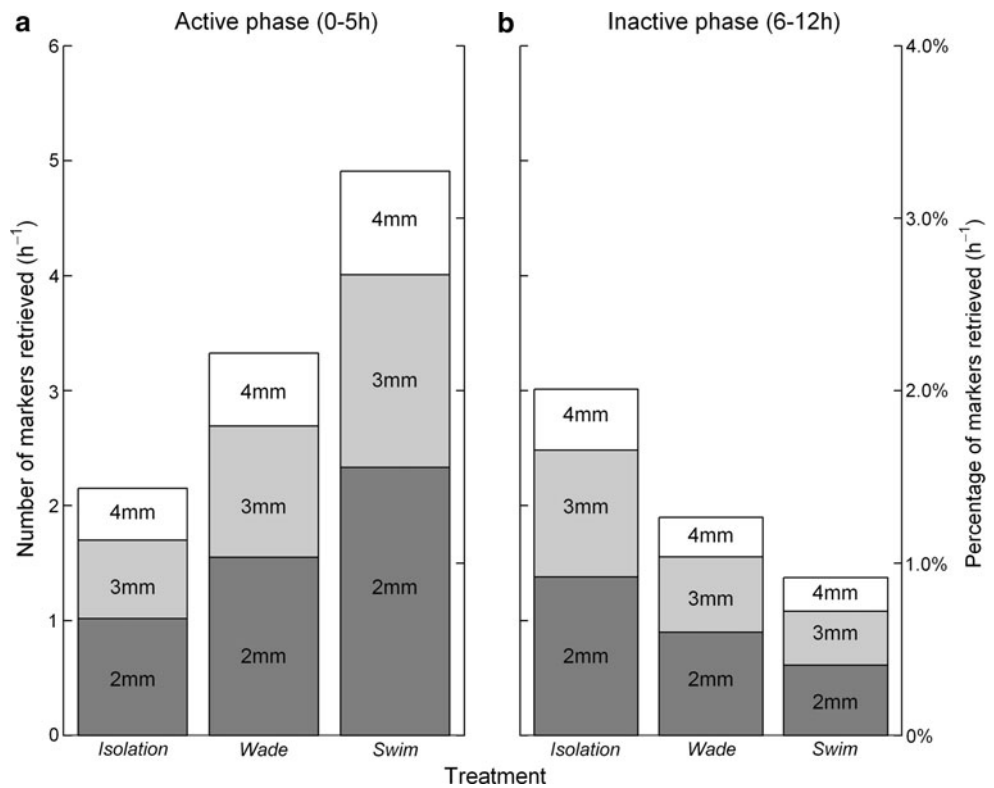 a
Active phase (0-5h)
b
Inactive phase (6-12h)
Number of markers retrieved (h⁻¹)
6
5
4
3
2
1
0
4mm
3mm
2mm
4mm
3mm
2mm
4mm
3mm
2mm
Isolation
Wade
Swim
4mm
3mm
2mm
4mm
3mm
2mm
4mm
3mm
2mm
Isolation
Wade
Swim
4.0%
3.0%
2.0%
1.0%
0%
Percentage of markers retrieved (h⁻¹)
Treatment